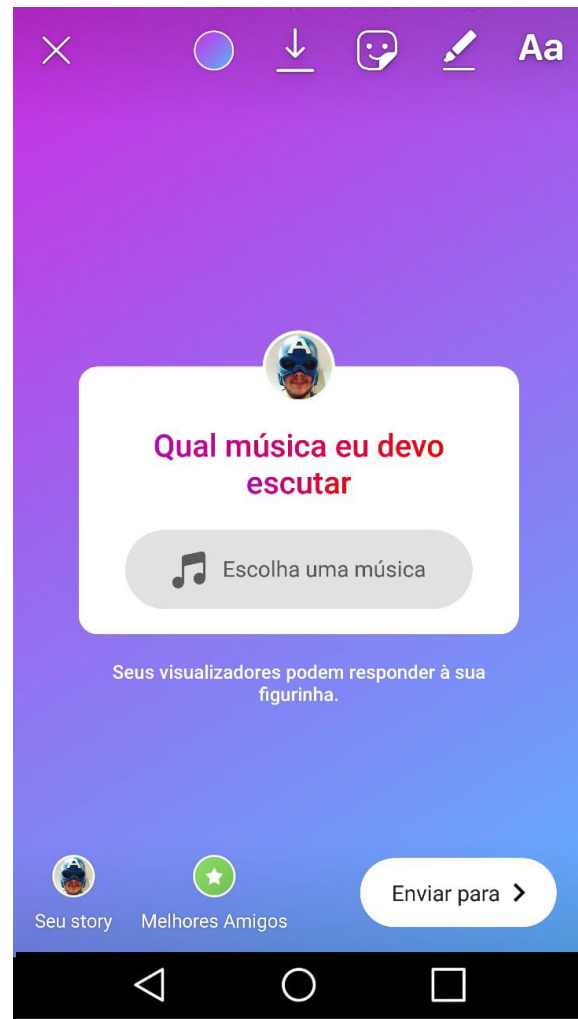 Aa
Qual música eu devo
escutar
Escolha uma música
Seus visualizadores podem responder à sua
figurinha.
Seu story
Melhores Amigos
Enviar para